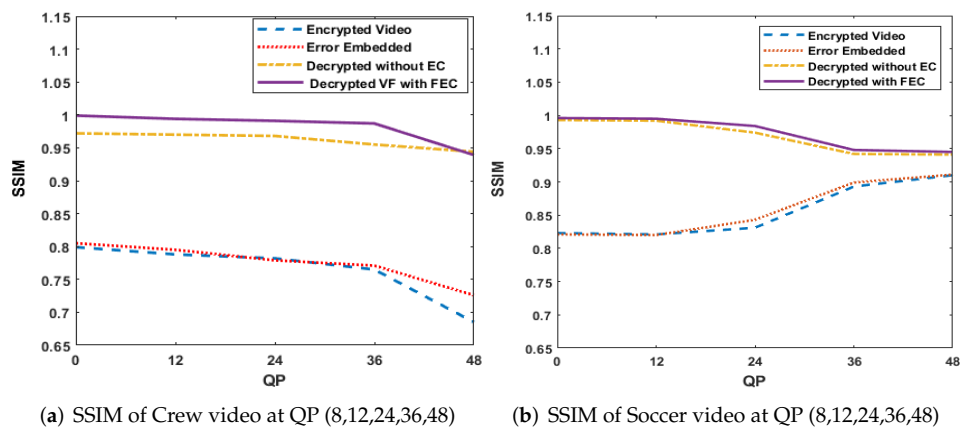 1.15
1.1
1.05
1
0.95
0.9
0.85
0.8
0.75
0.7
0.65
SSIM
0
12
24
36
48
QP
Encrypted Video
Error Embedded
Decrypted without EC
Decrypted VF with FEC
(a) SSIM of Crew video at QP (8,12,24,36,48)
1.15
1.1
1.05
1
0.95
0.9
0.85
0.8
0.75
0.7
0.65
SSIM
0
12
24
36
48
QP
Encrypted Video
Error Embedded
Decrypted without EC
Decrypted with FEC
(b) SSIM of Soccer video at QP (8,12,24,36,48)